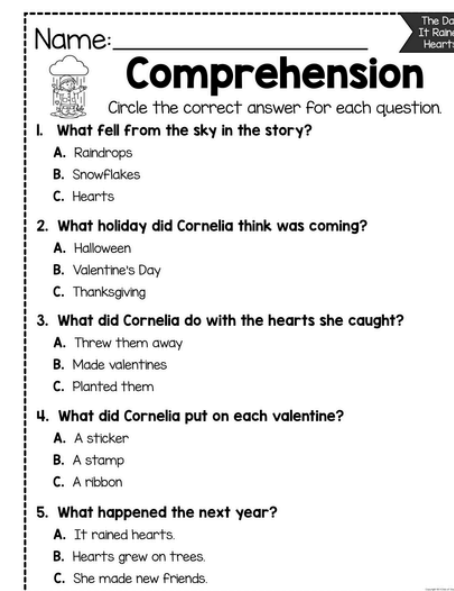 The Da
It Raine
Hearts
Name:
Comprehension
Circle the correct answer for each question.
1. What fell from the sky in the story?
A. Raindrops
B. Snowflakes
C. Hearts
2. What holiday did Cornelia think was coming?
A. Halloween
B. Valentine's Day
C. Thanksgiving
3. What did Cornelia do with the hearts she caught?
A. Threw them away
B. Made valentines
C. Planted them
4. What did Cornelia put on each valentine?
A. A sticker
B. A stamp
C. A ribbon
5. What happened the next year?
A. It rained hearts.
B. Hearts grew on trees.
C. She made new friends.